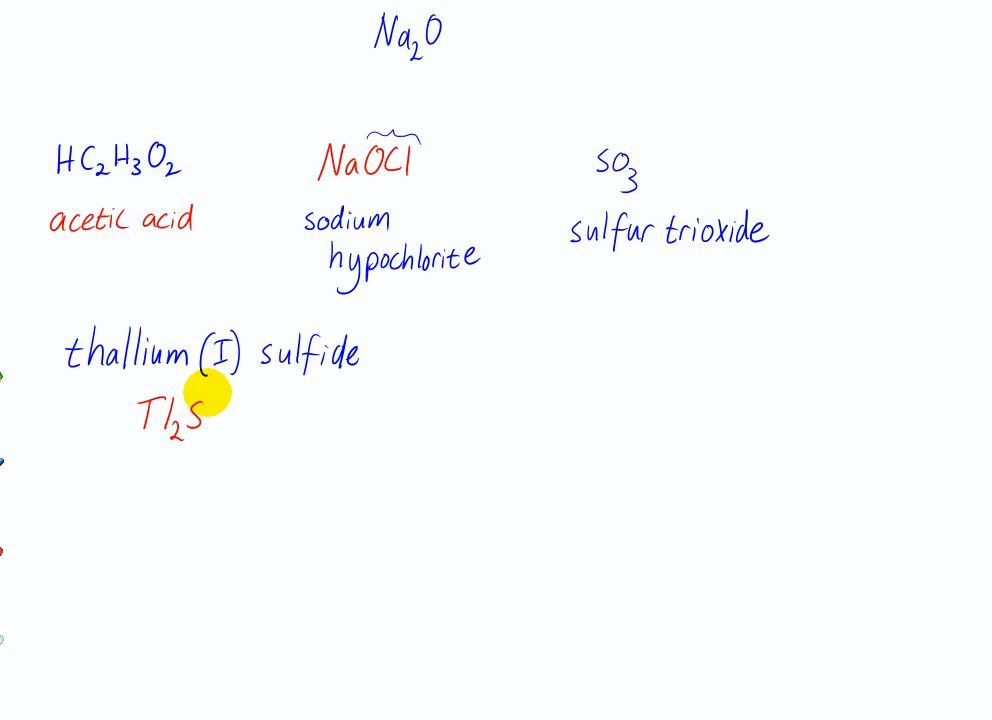 Na₂O
HC₂H₃O₂ NaOCl SO₃
acetic acid sodium hypochlorite sulfur trioxide
thallium (I) sulfide
Tl₂S